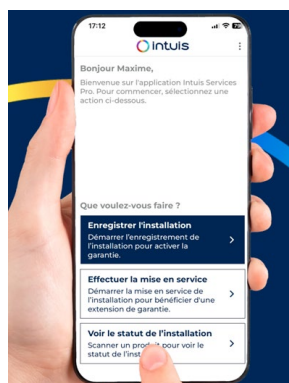 17:12
intuis
Bonjour Maxime,
Bienvenue sur l'application Intuis Services
Pro. Pour commencer, sélectionnez une
action ci-dessous.
Que voulez-vous faire ?
Enregistrer l'installation
Démarrer l'enregistrement de
l'installation pour activer la
garantie.
Effectuer la mise en service
Démarrer la mise en service de
l'installation pour bénéficier d'une
extension de garantie.
Voir le statut de l'installation
Scanner un produit pour voir le
statut de l'inst